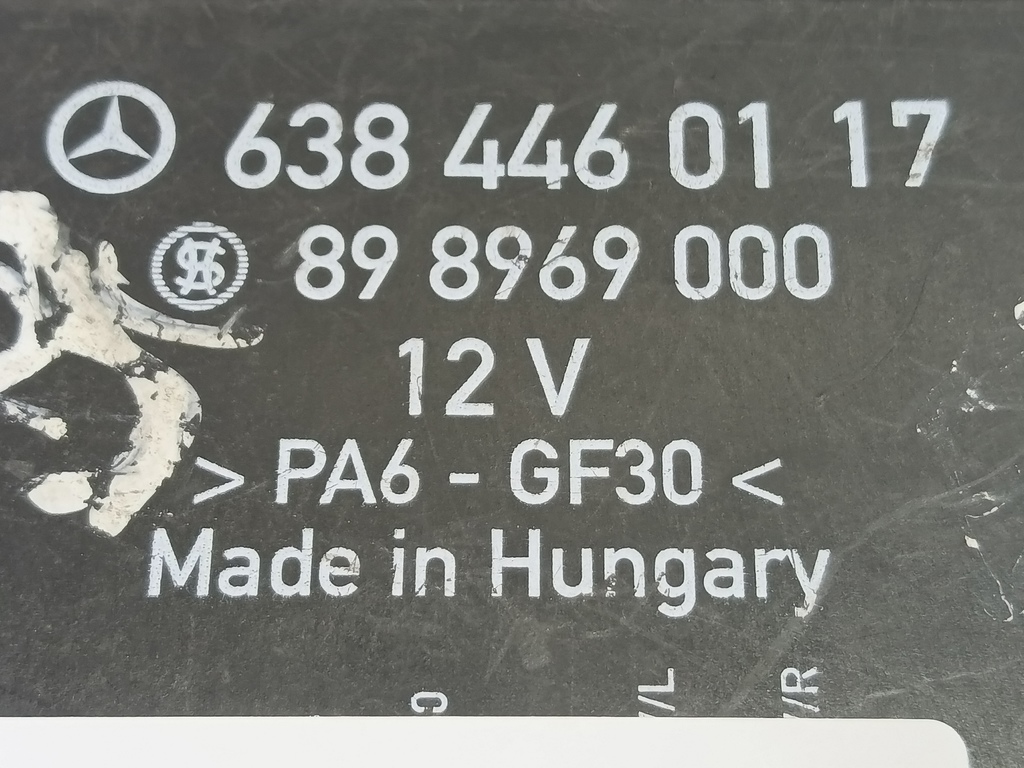 638 446 01 17
89 8969 000
12 V
> PA6 - GF30 <
Made in Hungary
/L
/R